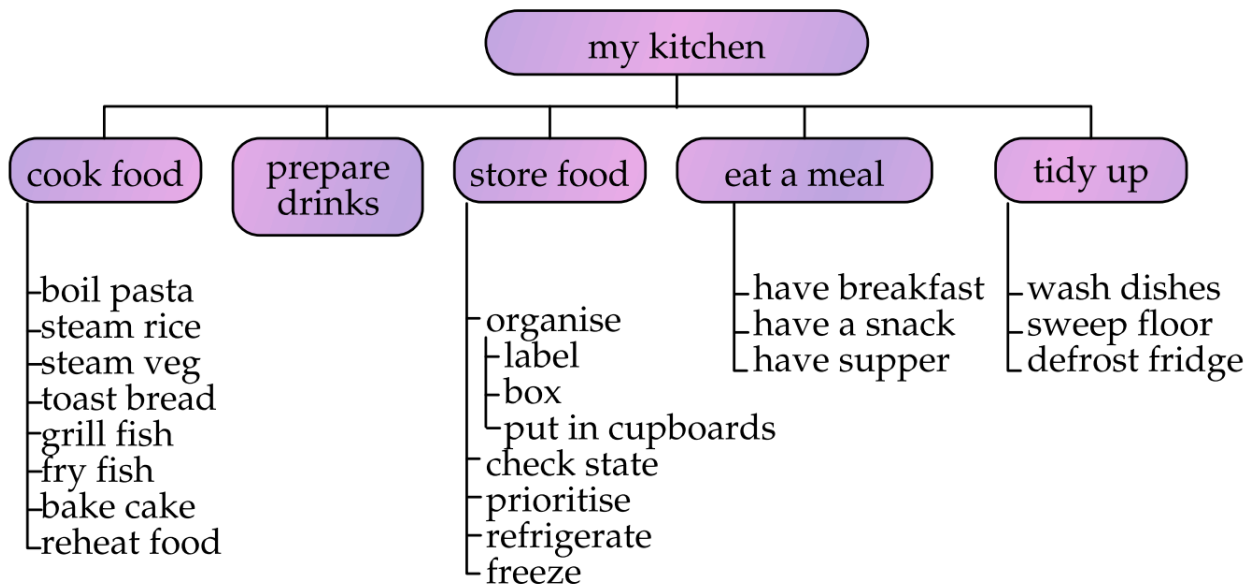 my kitchen
cook food
boil pasta
steam rice
steam veg
toast bread
grill fish
fry fish
bake cake
reheat food
prepare
drinks
store food
organise
label
box
put in cupboards
check state
prioritise
refrigerate
freeze
eat a meal
have breakfast
have a snack
have supper
tidy up
wash dishes
sweep floor
defrost fridge